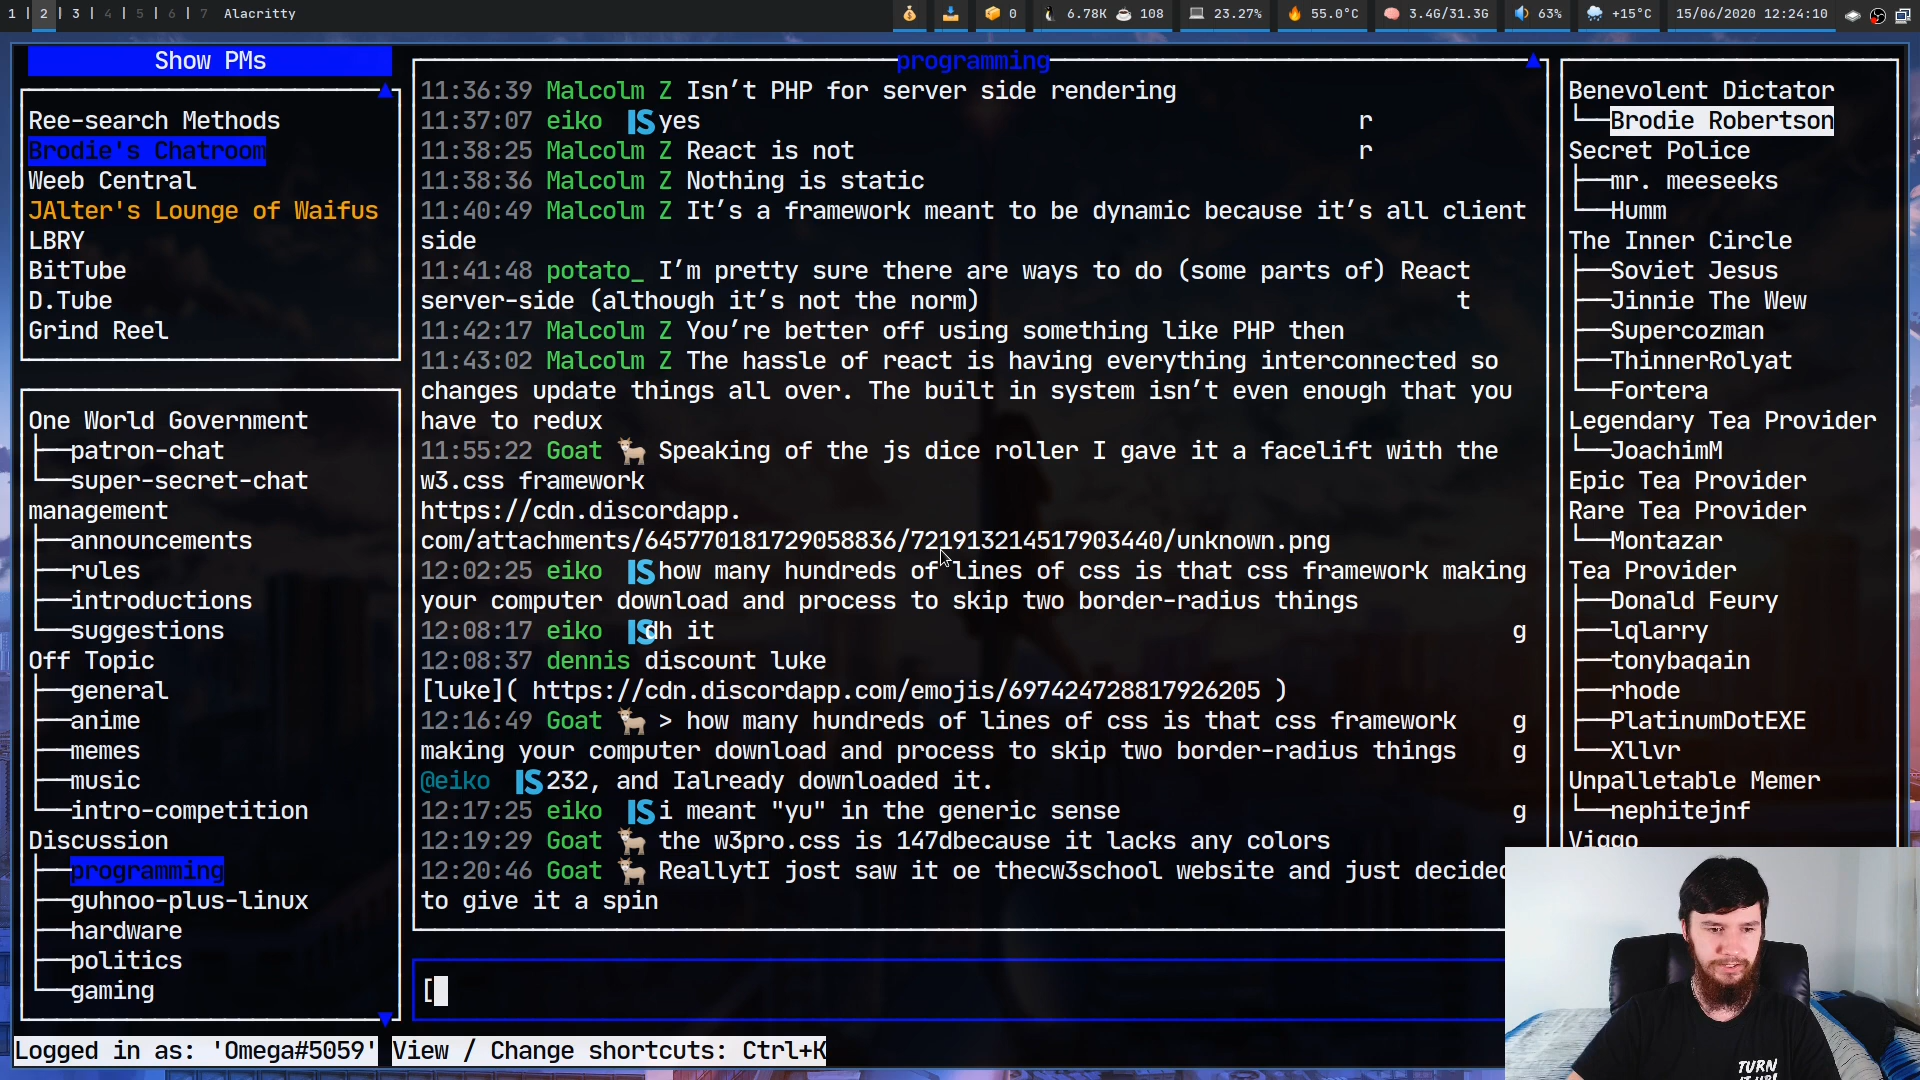 1 | 2 | 3 | 4 | 5 | 6 | 7 Alacritty
0 6.78K 108 23.27% 55.0°C 3.4G/31.3G 63% +15°C 15/06/2020 12:24:10
Show PMs
Ree-search Methods
Brodie's Chatroom
Weeb Central
JAlter's Lounge of Waifus
LBRY
BitTube
D.Tube
Grind Reel
One World Government
patron-chat
super-secret-chat
management
announcements
rules
introductions
suggestions
Off Topic
general
anime
memes
music
intro-competition
Discussion
programming
guhnoo-plus-linux
hardware
politics
gaming
programming
11:36:39 Malcolm Z Isn’t PHP for server side rendering
11:37:07 eiko IS yes r
11:38:25 Malcolm Z React is not r
11:38:36 Malcolm Z Nothing is static
11:40:49 Malcolm Z It’s a framework meant to be dynamic because it’s all client
side
11:41:48 potato_ I’m pretty sure there are ways to do (some parts of) React
server-side (although it’s not the norm) t
11:42:17 Malcolm Z You’re better off using something like PHP then
11:43:02 Malcolm Z The hassle of react is having everything interconnected so
changes update things all over. The built in system isn’t even enough that you
have to redux
11:55:22 Goat 🐐 Speaking of the js dice roller I gave it a facelift with the
w3.css framework
https://cdn.discordapp.
com/attachments/645770181729058836/721913214517903440/unknown.png
12:02:25 eiko IS how many hundreds of lines of css is that css framework making
your computer download and process to skip two border-radius things
12:08:17 eiko IS dh it g
12:08:37 dennis discount luke
[luke]( https://cdn.discordapp.com/emojis/697424728817926205 )
12:16:49 Goat 🐐 > how many hundreds of lines of css is that css framework g
making your computer download and process to skip two border-radius things g
@eiko IS 232, and Ialready downloaded it.
12:17:25 eiko IS i meant "yu" in the generic sense g
12:19:29 Goat 🐐 the w3pro.css is 147dbecause it lacks any colors
12:20:46 Goat 🐐 ReallytI jost saw it oe thecw3school website and just decided
to give it a spin
[
Benevolent Dictator
Brodie Robertson
Secret Police
mr. meeseeks
Humm
The Inner Circle
Soviet Jesus
Jinnie The Wew
Supercozman
ThinnerRolyat
Fortera
Legendary Tea Provider
JoachimM
Epic Tea Provider
Rare Tea Provider
Montazar
Tea Provider
Donald Feury
lqlarry
tonybaqain
rhode
PlatinumDotEXE
Xllvr
Unpalletable Memer
nephitejnf
Viggo
Logged in as: 'Omega#5059' View / Change shortcuts: Ctrl+K
TURN
IT UP!